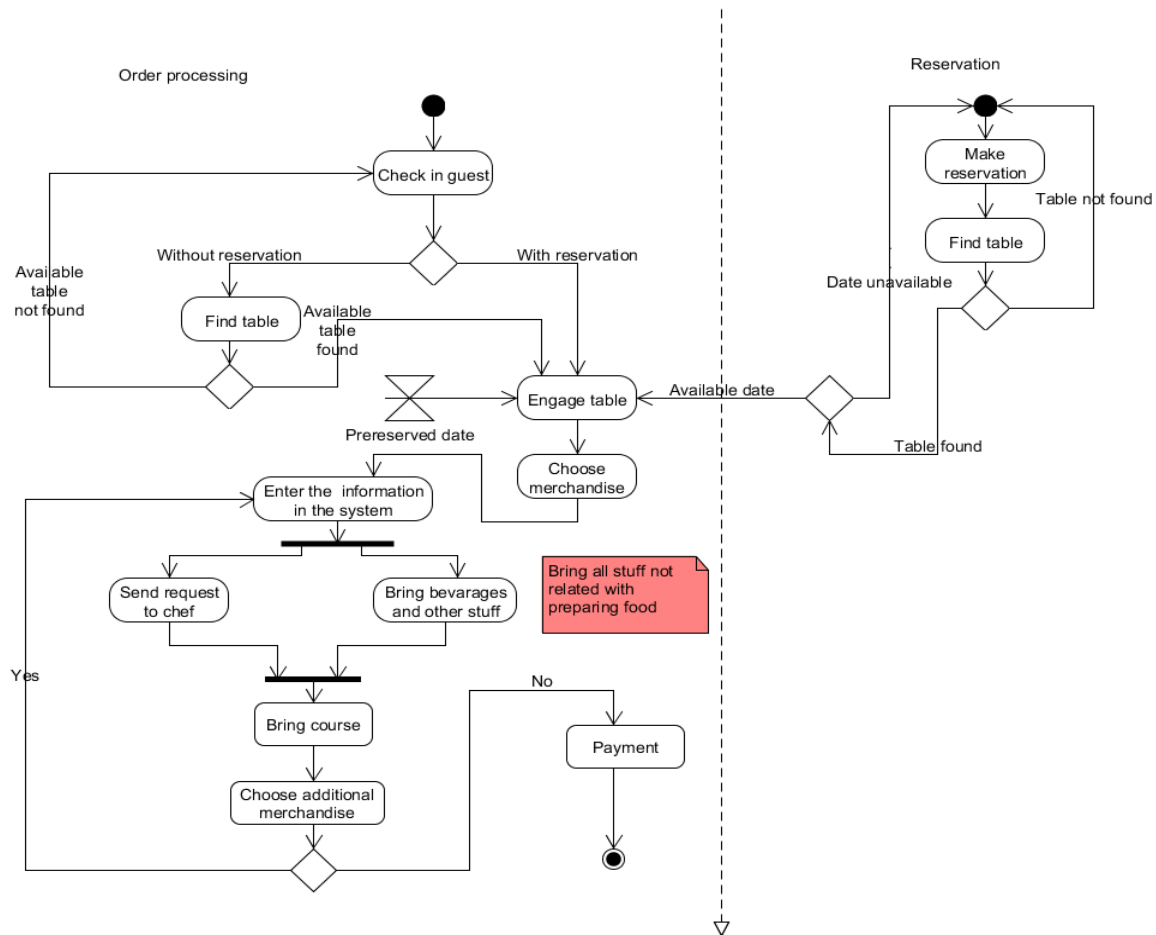 Reservation
Order processing
Check in guest
Make
reservation
Table not found
Without reservation
With reservation
Find table
Available
table
not found
Date unavailable
Find table
Available
table
found
Engage table
Available date
Prereserved date
Table found
Choose
merchandise
Enter the  information
in the system
Send request
to chef
Bring bevarages
and other stuff
Bring all stuff not
related with
preparing food
Yes
No
Bring course
Payment
Choose additional
merchandise